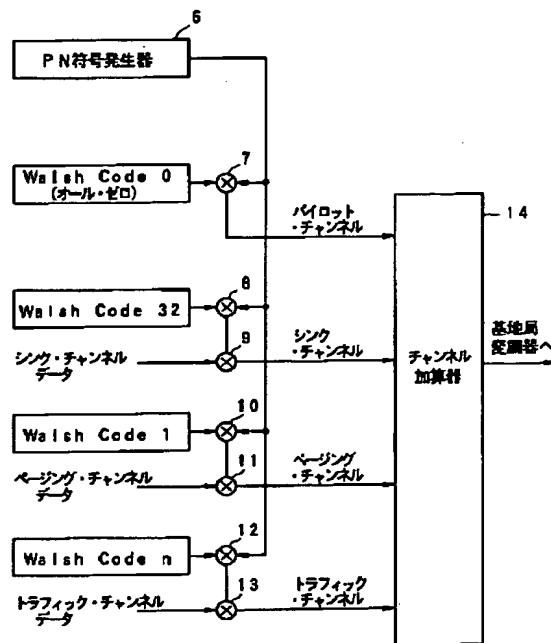 6
PN符号発生器
7
Walsh Code 0
(オール・ゼロ)
パイロット
・チャンネル
14
8
Walsh Code 32
9
シンク・チャンネル
データ
シンク・
チャンネル
チャンネル
加算器
基地局
変調器へ
10
Walsh Code 1
11
ページング・チャンネル
データ
ページング
・チャンネル
12
Walsh Code n
13
トラフィック・チャンネル
データ
トラフィック
・チャンネル